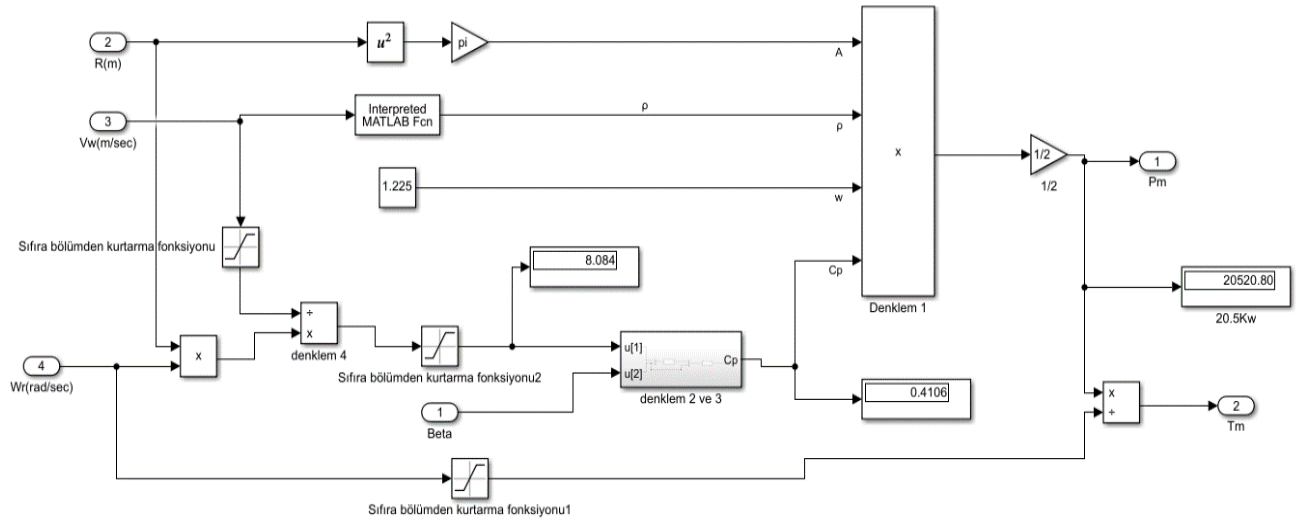 2
R(m)
u²
pi
A
3
Vw(m/sec)
Interpreted
MATLAB Fcn
ρ
ρ
x
1/2
1/2
1
Pm
1.225
w
Sıfıra bölümden kurtarma fonksiyonu
8.084
Cp
Denklem 1
20520.80
20.5Kw
÷
x
denklem 4
x
4
Wr(rad/sec)
Sıfıra bölümden kurtarma fonksiyonu2
u[1]
u[2]
Cp
denklem 2 ve 3
0.4106
1
Beta
x
÷
2
Tm
Sıfıra bölümden kurtarma fonksiyonu1